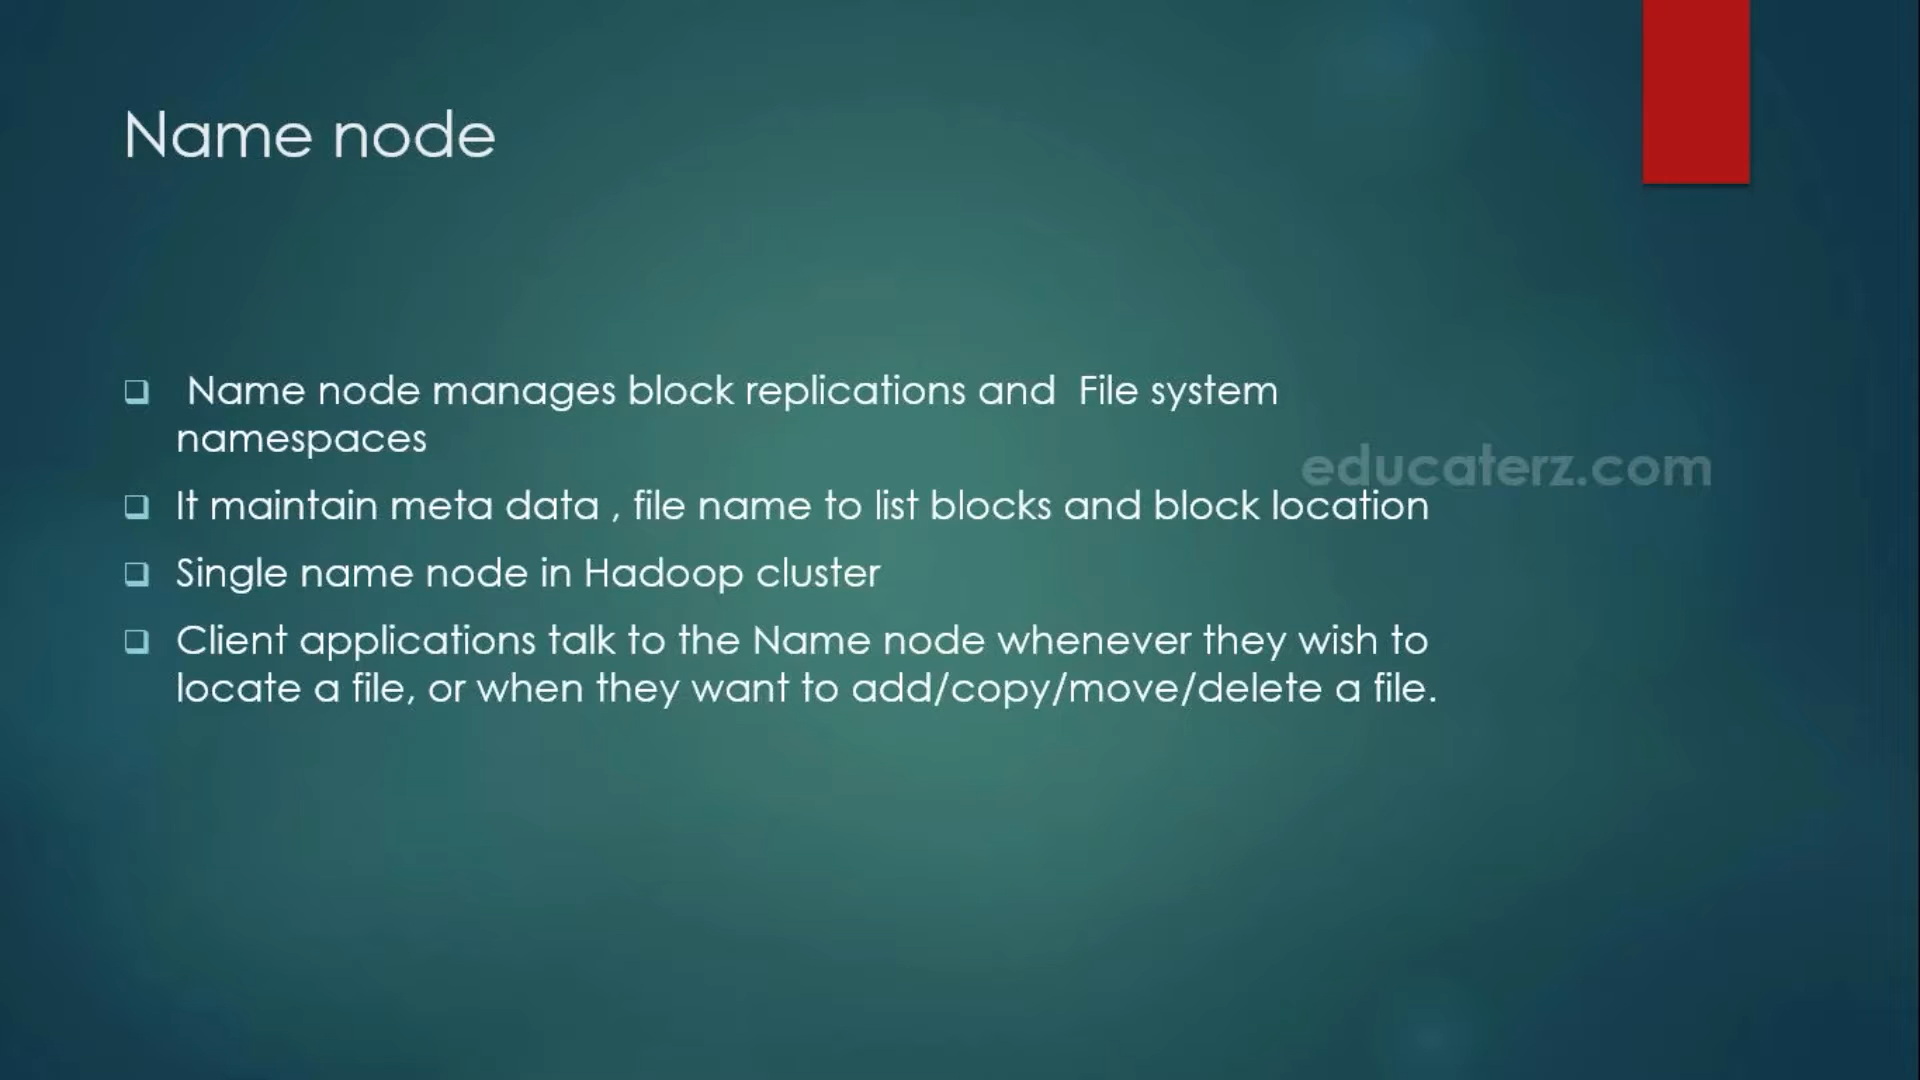 Name node
Name node manages block replications and File system
namespaces
educaterz.com
It maintain meta data , file name to list blocks and block location
Single name node in Hadoop cluster
Client applications talk to the Name node whenever they wish to
locate a file, or when they want to add/copy/move/delete a file.